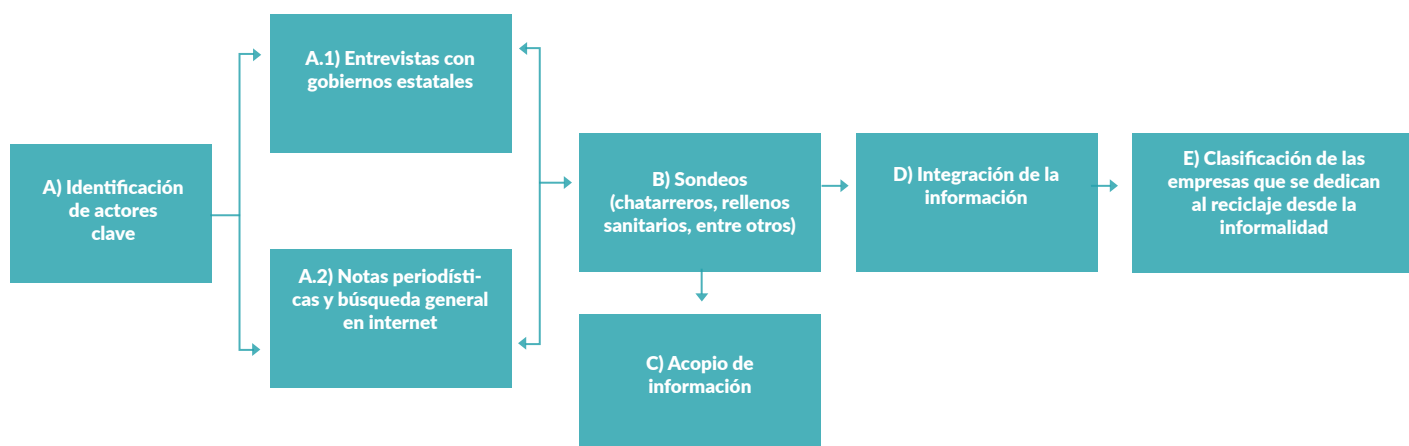 A) Identificación
de actores
clave
A.1) Entrevistas con
gobiernos estatales
A.2) Notas periodísti-
cas y búsqueda general
en internet
B) Sondeos
(chatarreros, rellenos
sanitarios, entre otros)
C) Acopio de
información
D) Integración de la
información
E) Clasificación de las
empresas que se dedican
al reciclaje desde la
informalidad